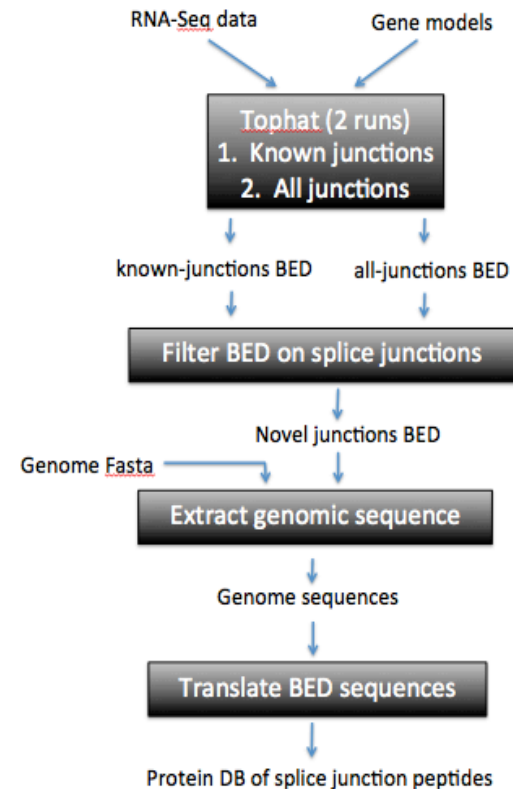 RNA-Seq data
Gene models
Tophat (2 runs)
1. Known junctions
2. All junctions
known-junctions BED
all-junctions BED
Filter BED on splice junctions
Novel junctions BED
Genome Fasta
Extract genomic sequence
Genome sequences
Translate BED sequences
Protein DB of splice junction peptides